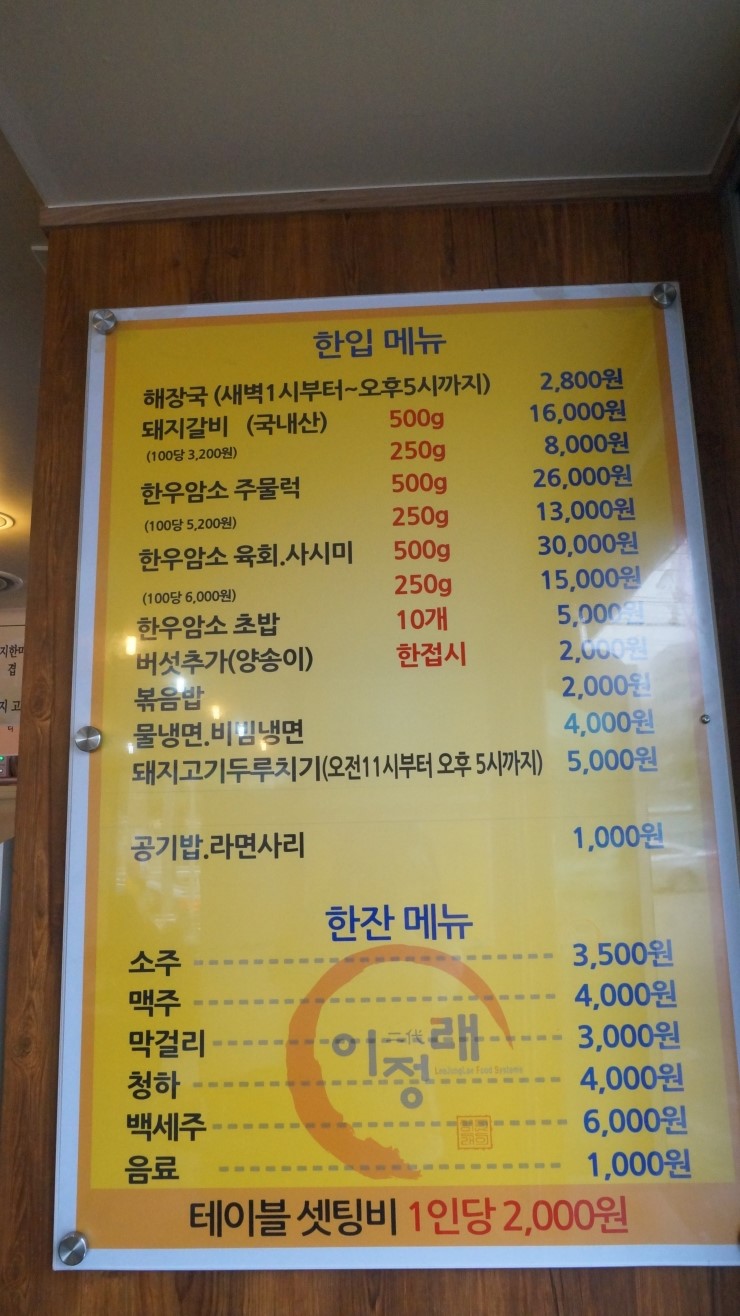 한입 메뉴
해장국 (새벽1시부터~오후5시까지) 2,800원
돼지갈비 (국내산) 500g 16,000원
(100당 3,200원) 250g 8,000원
한우암소 주물럭 500g 26,000원
(100당 5,200원) 250g 13,000원
한우암소 육회.사시미 500g 30,000원
(100당 6,000원) 250g 15,000원
한우암소 초밥 10개 5,000원
버섯추가(양송이) 한접시 2,000원
볶음밥 2,000원
물냉면.비빔냉면 4,000원
돼지고기두루치기(오전11시부터 오후 5시까지) 5,000원
공기밥.라면사리 1,000원
한잔 메뉴
소주 3,500원
맥주 4,000원
막걸리 3,000원
청하 4,000원
백세주 6,000원
음료 1,000원
二代
이정래
테이블 셋팅비 1인당 2,000원